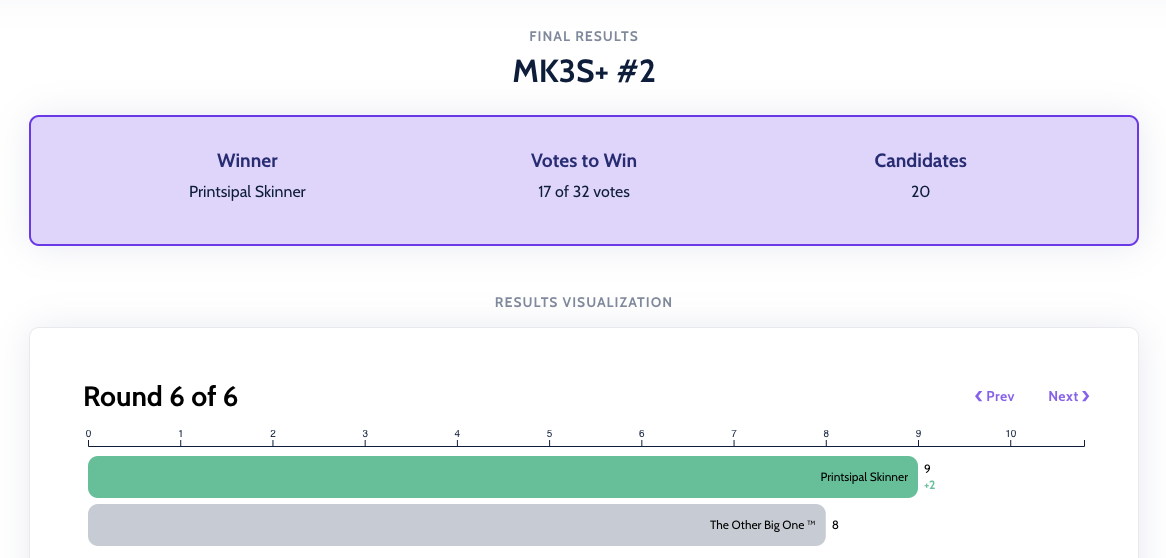 FINAL RESULTS
MK3S+ #2
Winner Votes to Win Candidates
Printsipal Skinner 17 of 32 votes 20
RESULTS VISUALIZATION
Round 6 of 6 ❮ Prev Next ❯
0 1 2 3 4 5 6 7 8 9 10
Printsipal Skinner 9
+2
The Other Big One ™ 8